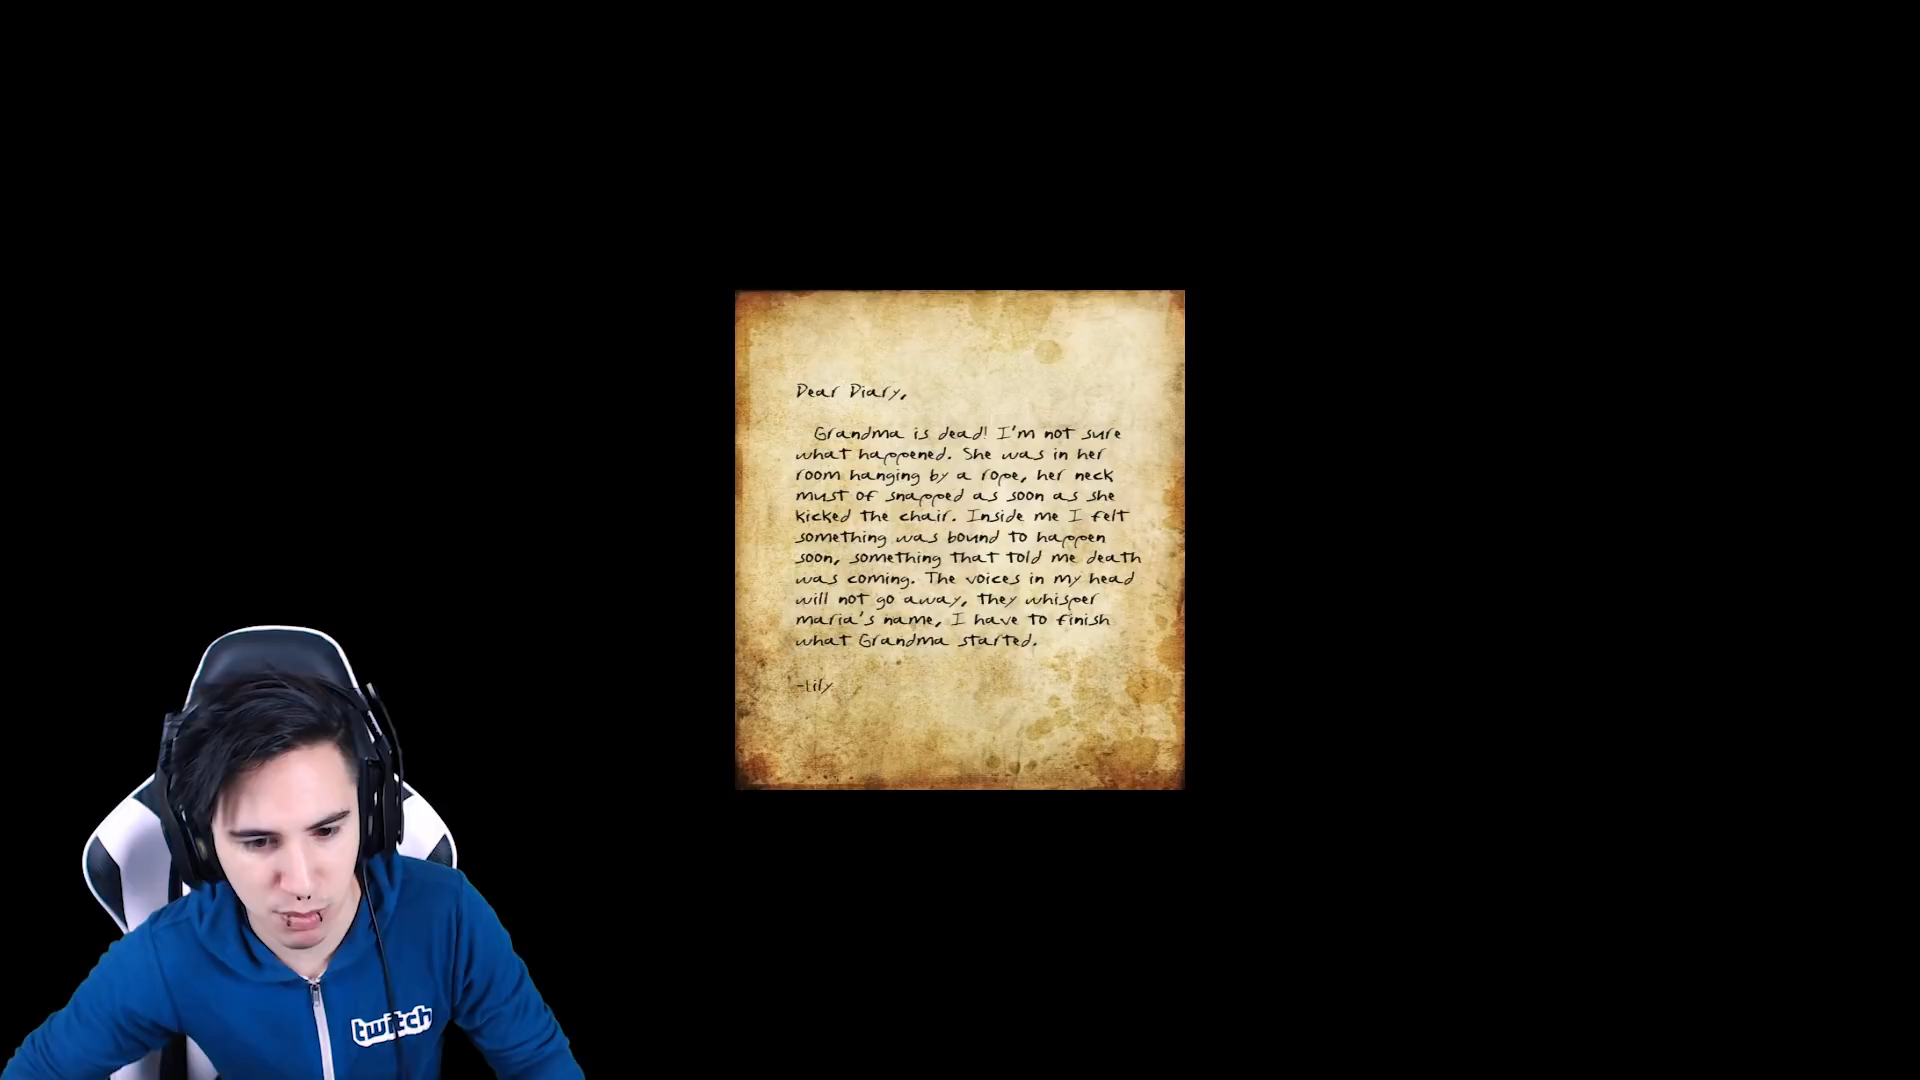 Dear Diary,
Grandma is dead! I'm not sure
what happened. She was in her
room hanging by a rope, her neck
must of snapped as soon as she
kicked the chair. Inside me I felt
something was bound to happen
soon, something that told me death
was coming. The voices in my head
will not go away, they whisper
maria's name, I have to finish
what Grandma started.
-Lily
twitch